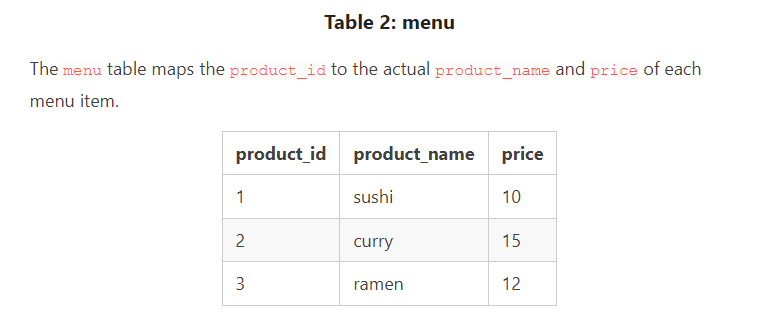 Table 2: menu
The menu table maps the product_id to the actual product_name and price of each
menu item.
product_id product_name price
1 sushi 10
2 curry 15
3 ramen 12